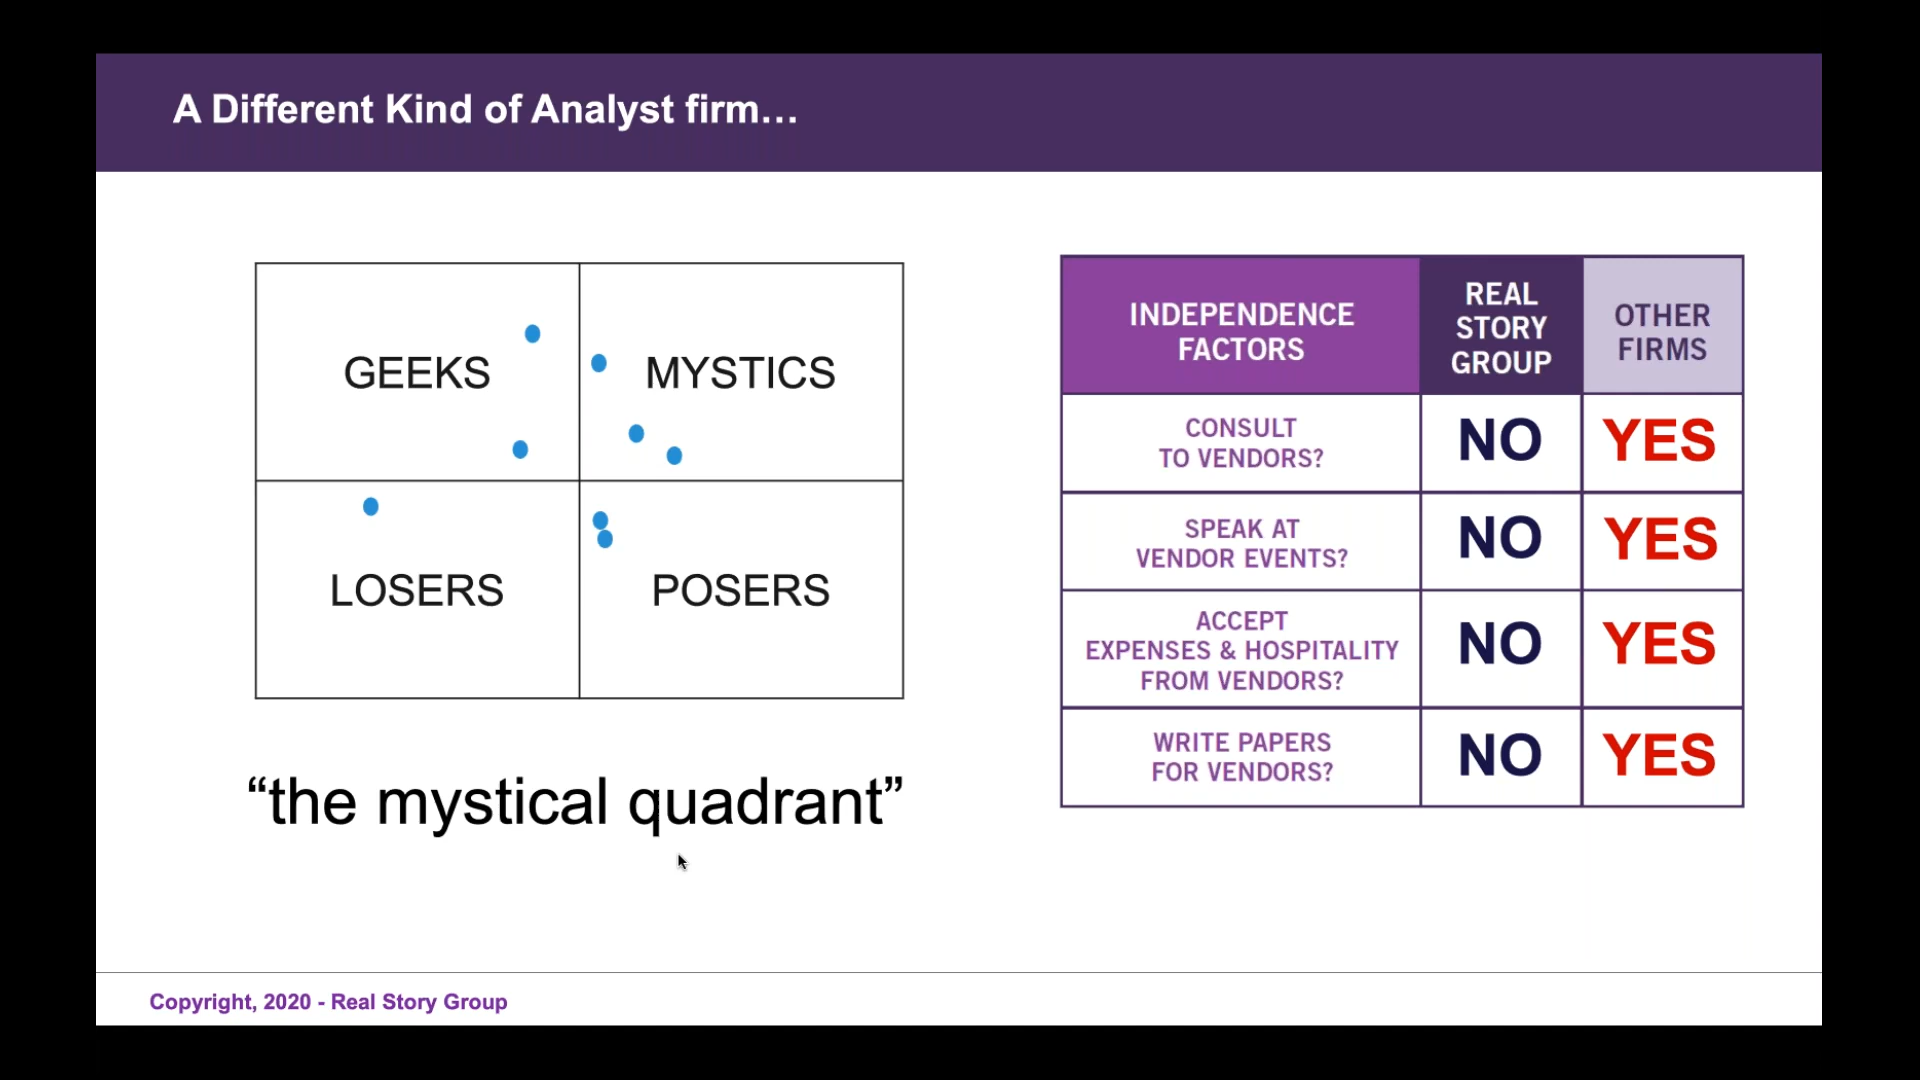 A Different Kind of Analyst firm...
GEEKS
MYSTICS
LOSERS
POSERS
“the mystical quadrant”
INDEPENDENCE
FACTORS
REAL
STORY
GROUP
OTHER
FIRMS
CONSULT
TO VENDORS?
NO
YES
SPEAK AT
VENDOR EVENTS?
NO
YES
ACCEPT
EXPENSES & HOSPITALITY
FROM VENDORS?
NO
YES
WRITE PAPERS
FOR VENDORS?
NO
YES
Copyright, 2020 - Real Story Group